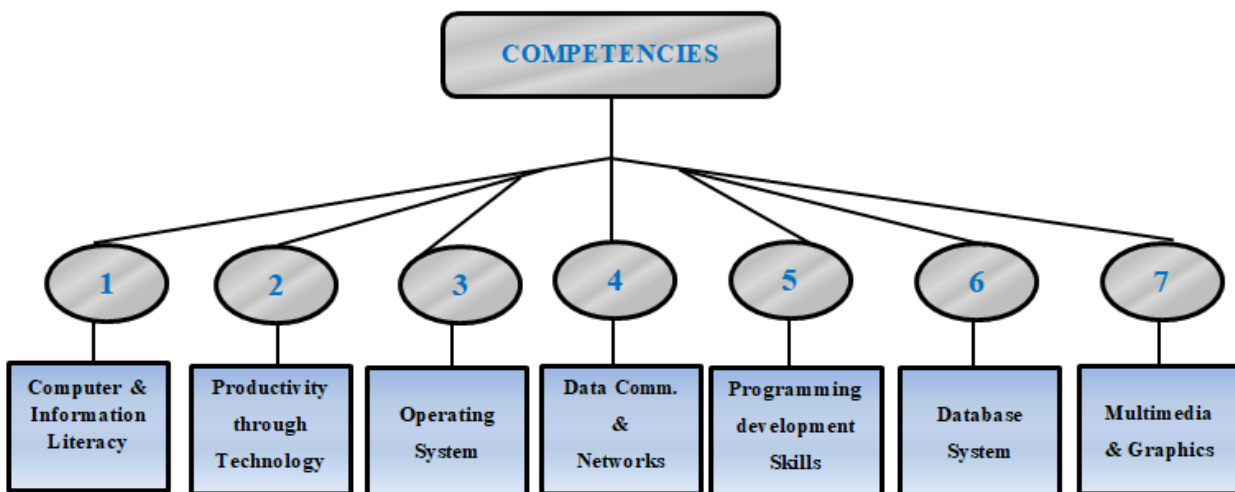 COMPETENCIES
1
2
3
4
5
6
7
Computer &
Information
Literacy
Productivity
through
Technology
Operating
System
Data Comm.
&
Networks
Programming
development
Skills
Database
System
Multimedia
& Graphics